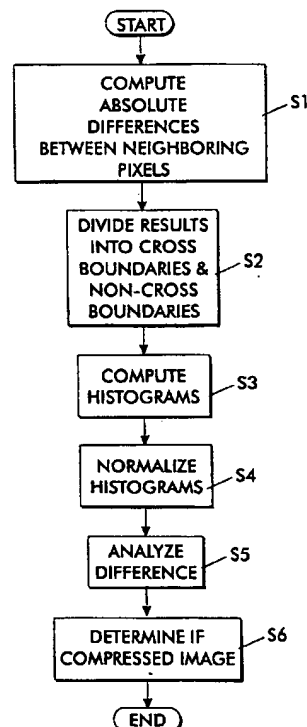 START
COMPUTE
ABSOLUTE
DIFFERENCES
BETWEEN NEIGHBORING
PIXELS
S1
DIVIDE RESULTS
INTO CROSS
BOUNDARIES &
NON-CROSS
BOUNDARIES
S2
COMPUTE
HISTOGRAMS
S3
NORMALIZE
HISTOGRAMS
S4
ANALYZE
DIFFERENCE
S5
DETERMINE IF
COMPRESSED IMAGE
S6
END